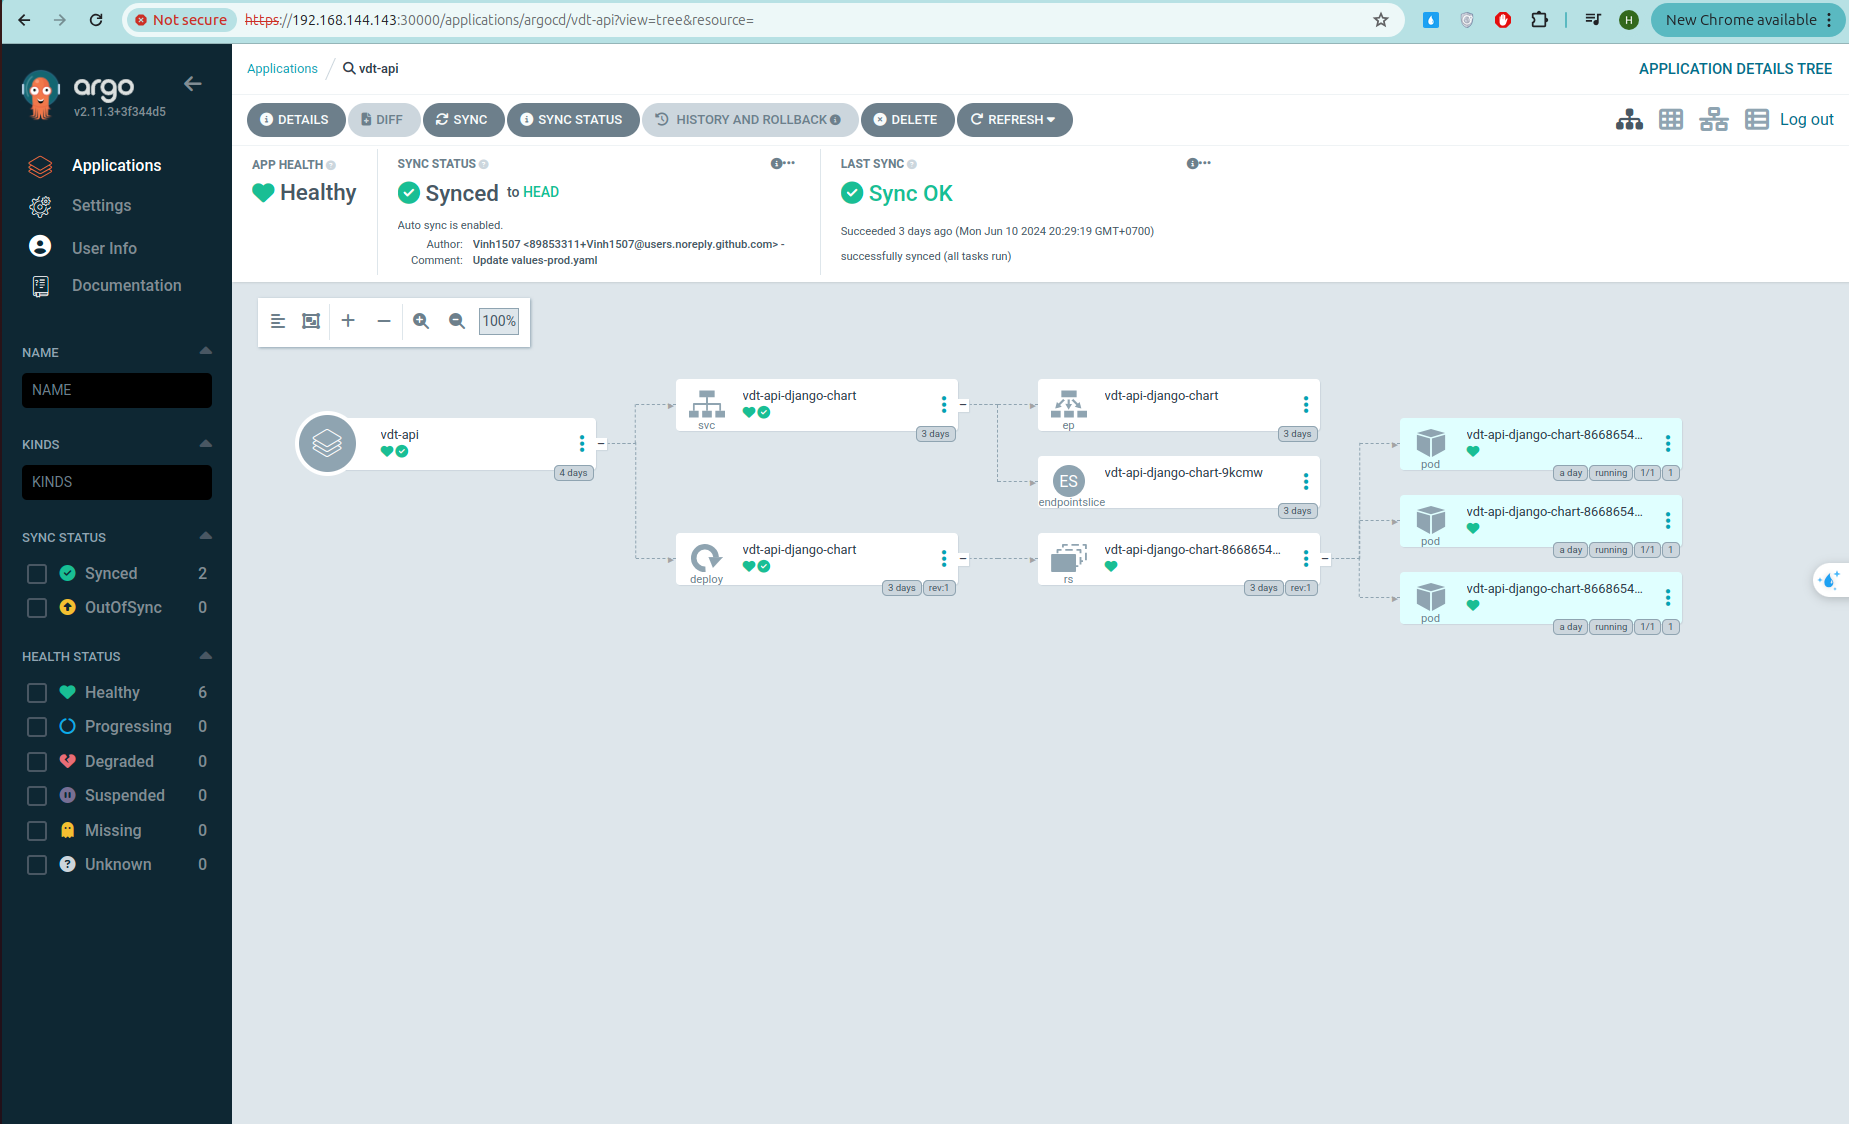 Not secure https://192.168.144.143:30000/applications/argocd/vdt-api?view=tree&resource= H New Chrome available
argo
v2.11.3+3f344d5
Applications
Settings
User Info
Documentation
NAME
NAME
KINDS
KINDS
SYNC STATUS
Synced 2
OutOfSync 0
HEALTH STATUS
Healthy 6
Progressing 0
Degraded 0
Suspended 0
Missing 0
Unknown 0
Applications / vdt-api APPLICATION DETAILS TREE
DETAILS DIFF SYNC SYNC STATUS HISTORY AND ROLLBACK DELETE REFRESH Log out
APP HEALTH
Healthy
SYNC STATUS
Synced to HEAD
Auto sync is enabled.
Author: Vinh1507 <89853311+Vinh1507@users.noreply.github.com> -
Comment: Update values-prod.yaml
LAST SYNC
Sync OK
Succeeded 3 days ago (Mon Jun 10 2024 20:29:19 GMT+0700)
successfully synced (all tasks run)
100%
vdt-api
4 days
vdt-api-django-chart
svc
3 days
vdt-api-django-chart
deploy
3 days rev:1
vdt-api-django-chart
ep
3 days
ES
vdt-api-django-chart-9kcmw
endpointslice
3 days
vdt-api-django-chart-8668654...
rs
3 days rev:1
vdt-api-django-chart-8668654...
pod
a day running 1/1 1
vdt-api-django-chart-8668654...
pod
a day running 1/1 1
vdt-api-django-chart-8668654...
pod
a day running 1/1 1